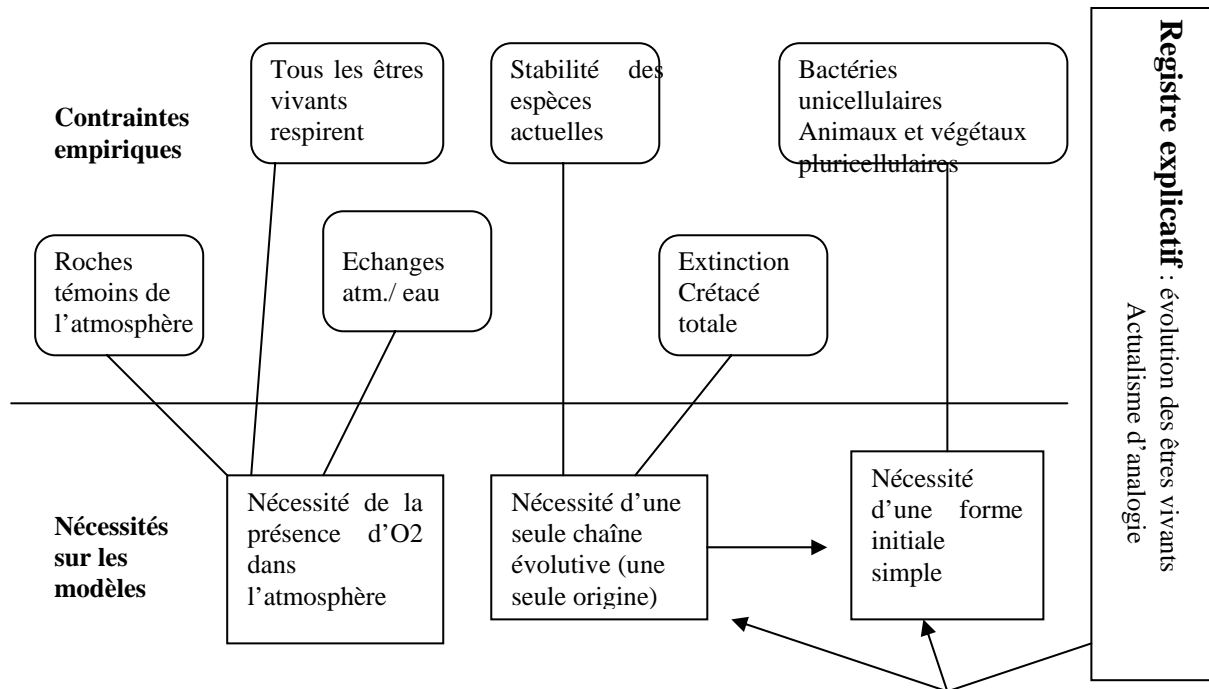 Tous les êtres
vivants
respirent
Stabilité des
espèces
actuelles
Bactéries
unicellulaires
Animaux et végétaux
pluricellulaires
Contraintes
empiriques
Roches
témoins de
l’atmosphère
Echanges
atm./ eau
Extinction
Crétacé
totale
Nécessités
sur les
modèles
Nécessité de la
présence d’O2
dans
l’atmosphère
Nécessité d’une
seule chaîne
évolutive (une
seule origine)
Nécessité
d’une forme
initiale
simple
Registre explicatif : évolution des êtres vivants
Actualisme d’analogie